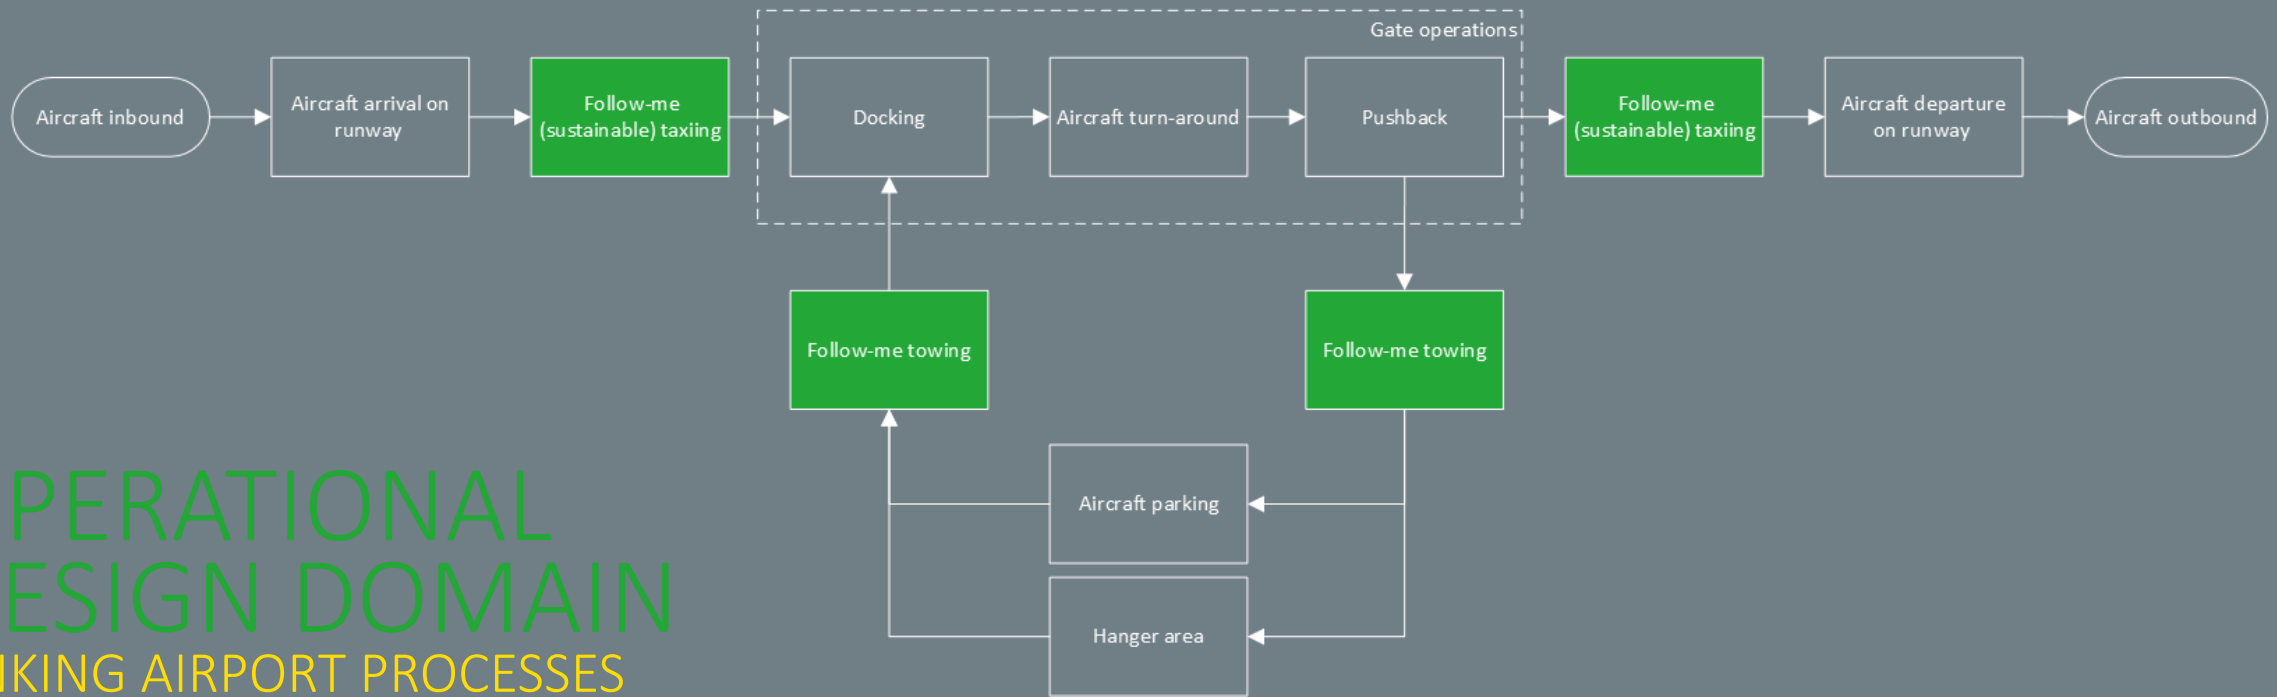 Gate operations
Aircraft inbound
Aircraft arrival on
runway
Follow-me
(sustainable) taxiing
Docking
Aircraft turn-around
Pushback
Follow-me
(sustainable) taxiing
Aircraft departure
on runway
Aircraft outbound
Follow-me towing
Follow-me towing
Aircraft parking
Hanger area
PERATIONAL
ESIGN DOMAIN
IKING AIRPORT PROCESSES